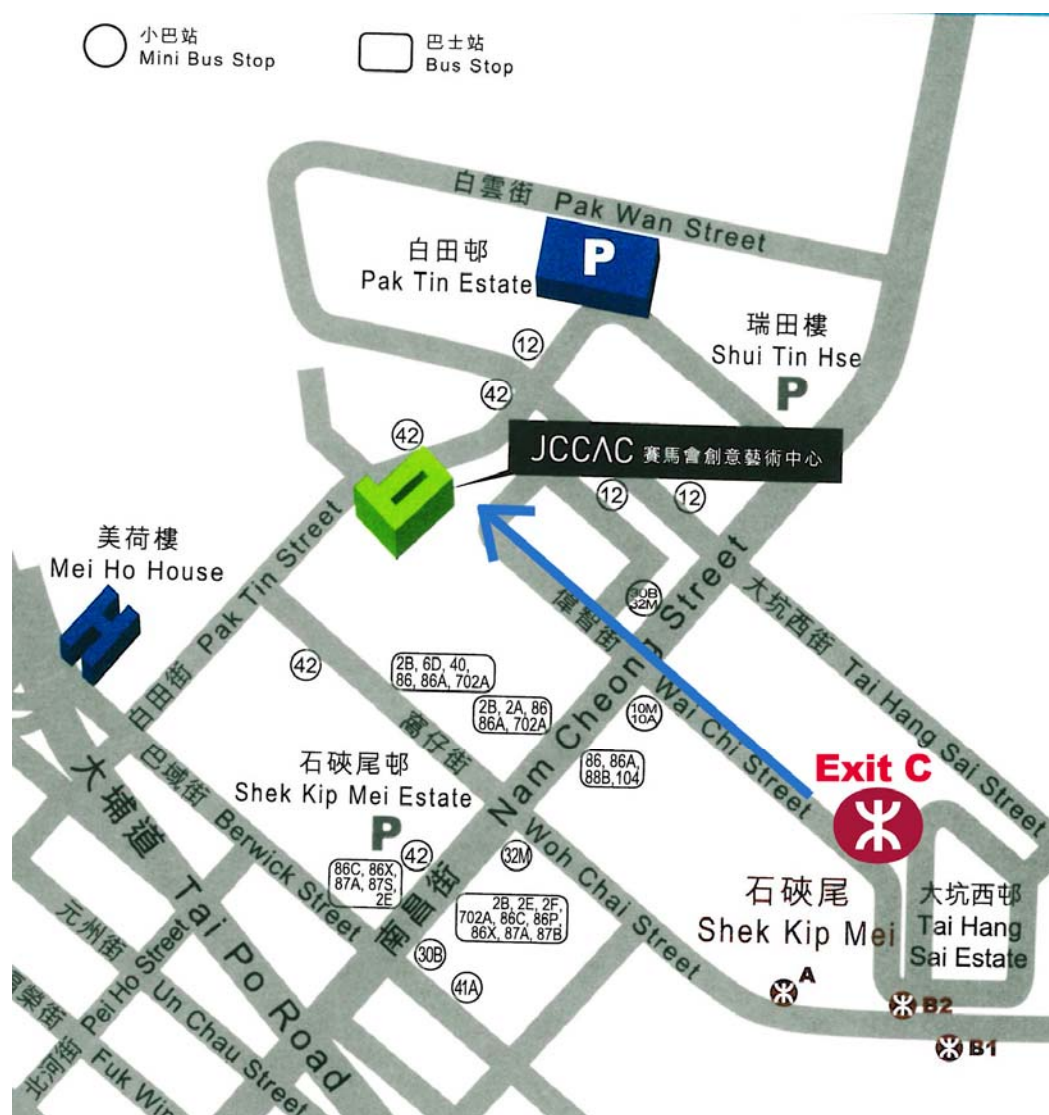 小巴站
Mini Bus Stop
巴士站
Bus Stop
白雲街 Pak Wan Street
P
白田邨
Pak Tin Estate
瑞田樓
Shui Tin Hse
P
12
42
42
JCCAC 賽馬會創意藝術中心
12
12
美荷樓
Mei Ho House
白田街 Pak Tin Street
30B
32M
偉智街 Wai Chi Street
大坑西街 Tai Hang Sai Street
42
2B, 6D, 40,
86, 86A, 702A
2B, 2A, 86
86A, 702A
10M
10A
86, 86A,
88B, 104
窩仔街 Woh Chai Street
南昌街 Nam Cheong Street
Exit C
石硤尾邨
Shek Kip Mei Estate
P
42
32M
86C, 86X,
87A, 87S,
2E
2B, 2E, 2F,
702A, 86C, 86P,
86X, 87A, 87B
30B
41A
石硤尾
Shek Kip Mei
大坑西邨
Tai Hang
Sai Estate
A
B2
B1
巴域街 Berwick Street
大埔道 Tai Po Road
元州街 Un Chau Street
北河街 Pei Ho Street
榮街 Fuk Win